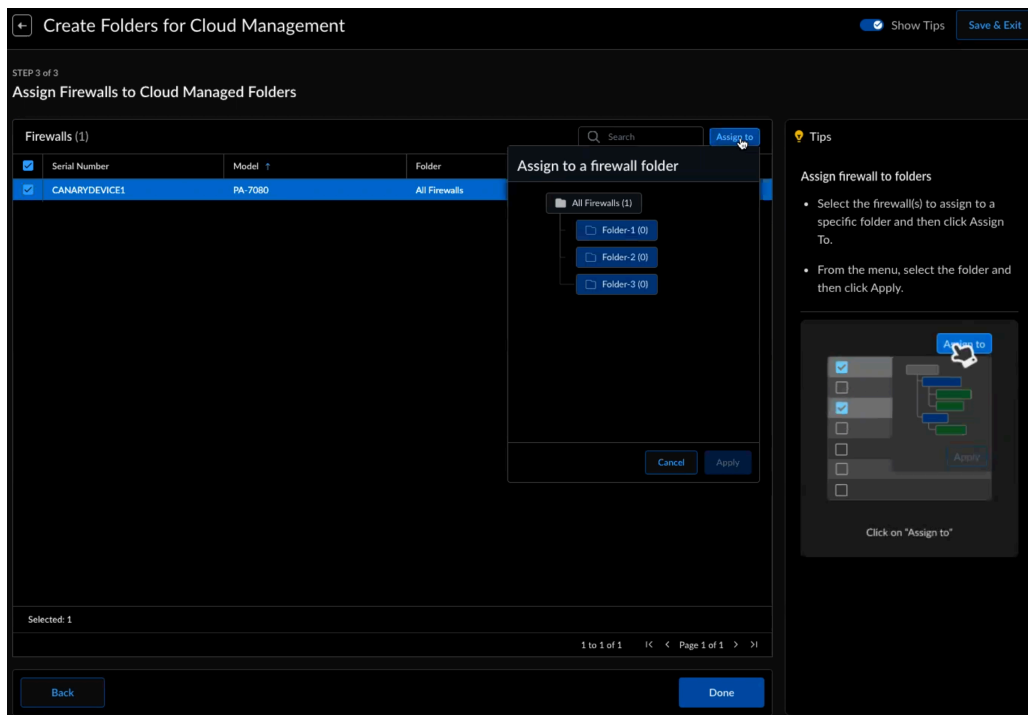 Create Folders for Cloud Management
Show Tips
Save & Exit
STEP 3 of 3
Assign Firewalls to Cloud Managed Folders
Firewalls (1)
Search
Assign to
Serial Number
Model
Folder
CANARYDEVICE1
PA-7080
All Firewalls
Assign to a firewall folder
All Firewalls (1)
Folder-1 (0)
Folder-2 (0)
Folder-3 (0)
Cancel
Apply
Selected: 1
1 to 1 of 1
Page 1 of 1
Back
Done
Tips
Assign firewall to folders
• Select the firewall(s) to assign to a
specific folder and then click Assign
To.
• From the menu, select the folder and
then click Apply.
Assign to
Apply
Click on "Assign to"